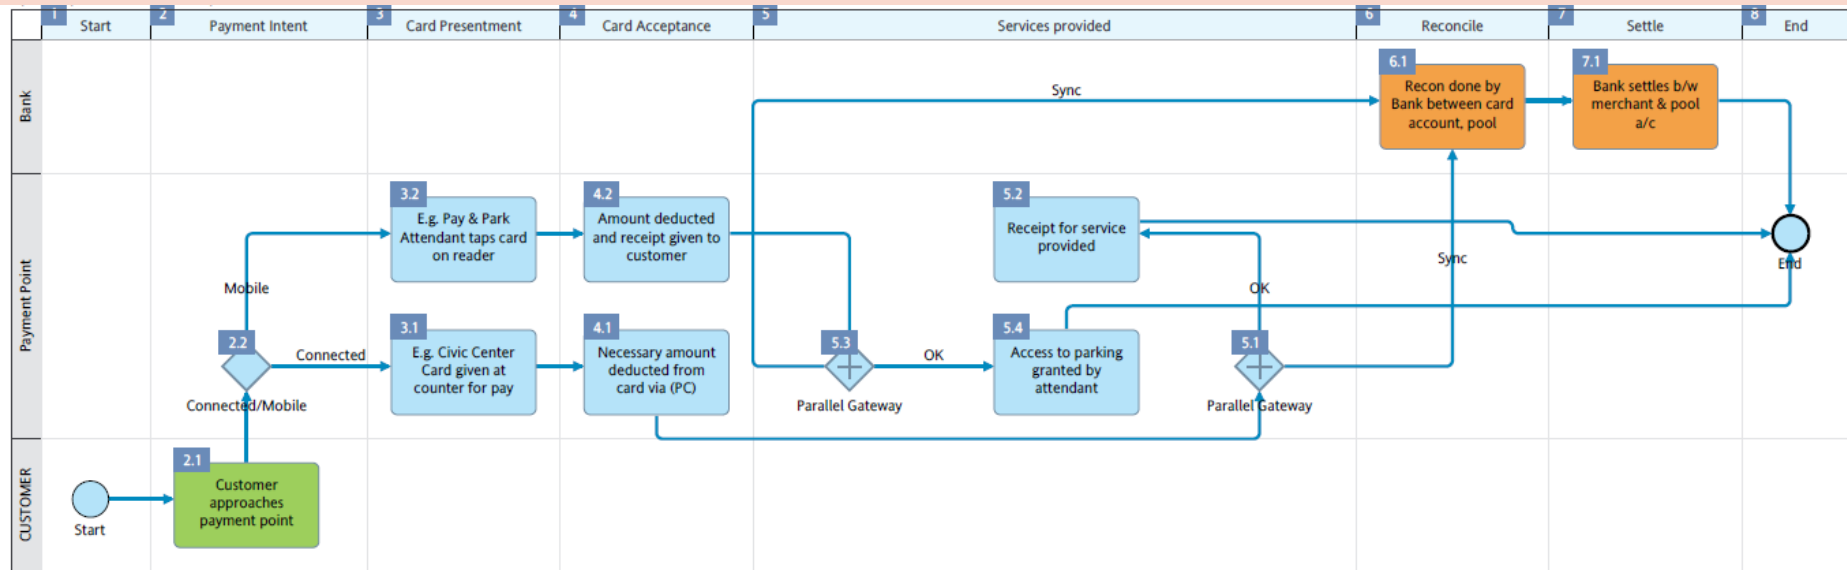 1 Start
2 Payment Intent
3 Card Presentment
4 Card Acceptance
5 Services provided
6 Reconcile
7 Settle
8 End
Bank
Sync
6.1
Recon done by
Bank between card
account, pool
7.1
Bank settles b/w
merchant & pool
a/c
Payment Point
3.2
E.g. Pay & Park
Attendant taps card
on reader
4.2
Amount deducted
and receipt given to
customer
5.2
Receipt for service
provided
Sync
End
Mobile
OK
2.2
Connected
Connected/Mobile
3.1
E.g. Civic Center
Card given at
counter for pay
4.1
Necessary amount
deducted from
card via (PC)
5.3
OK
Parallel Gateway
5.4
Access to parking
granted by
attendant
5.1
Parallel Gateway
CUSTOMER
Start
2.1
Customer
approaches
payment point